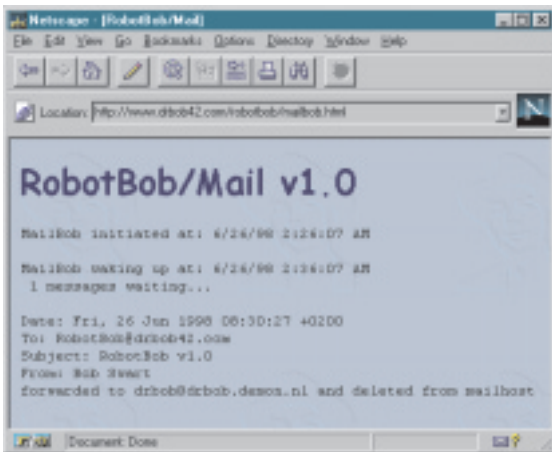 Netscape - [RobotBob/Mail]
File Edit View Go Bookmarks Options Directory Window Help
Location: http://www.drbob42.com/robotbob/mailbob.html
N
RobotBob/Mail v1.0
MailBob initiated at: 6/26/98 2:26:07 AM
MailBob waking up at: 6/26/98 2:36:07 AM
1 messages waiting...
Date: Fri, 26 Jun 1998 08:30:27 +0200
To: RobotBob@drbob42.com
Subject: RobotBob v1.0
From: Bob Swart
forwarded to drbob@drbob.demon.nl and deleted from mailhost
Document: Done